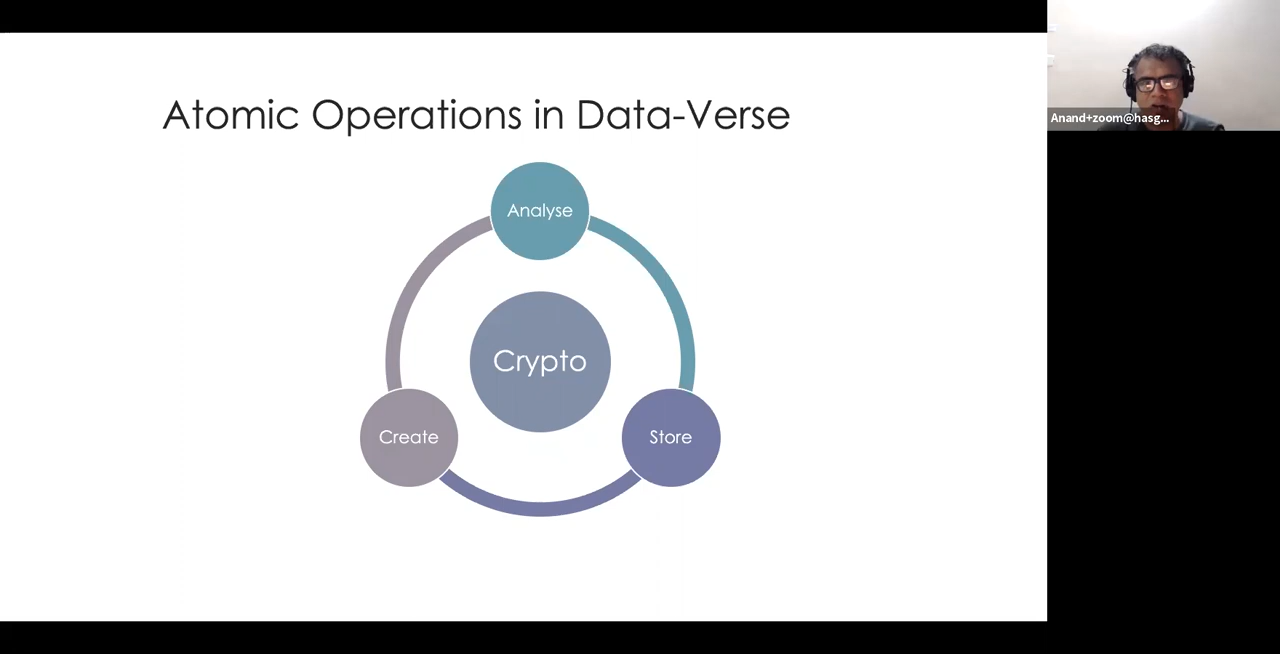 Atomic Operations in Data-Verse
Analyse
Crypto
Create
Store
Anand+zoom@hasg...